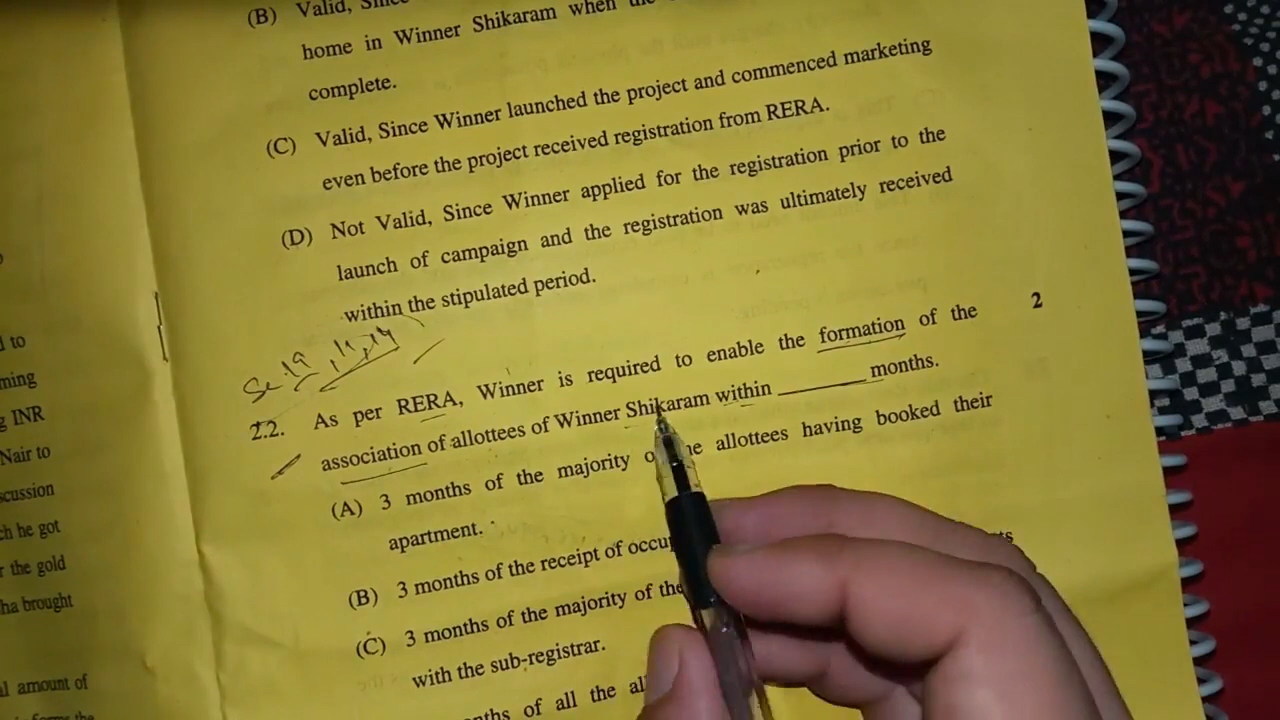 (B) Valid, Since
home in Winner Shikaram when the
complete.
(C) Valid, Since Winner launched the project and commenced marketing
even before the project received registration from RERA.
(D) Not Valid, Since Winner applied for the registration prior to the
launch of campaign and the registration was ultimately received
within the stipulated period.
2.2. As per RERA, Winner is required to enable the formation of the 2
association of allottees of Winner Shikaram within ______ months.
(A) 3 months of the majority allottees having booked their
apartment.
(B) 3 months of the receipt of
(C) 3 months of the majority of the
with the sub-registrar.
of all the
to
ming
g INR
Nair to
scussion
ch he got
the gold
ha brought
amount of
the